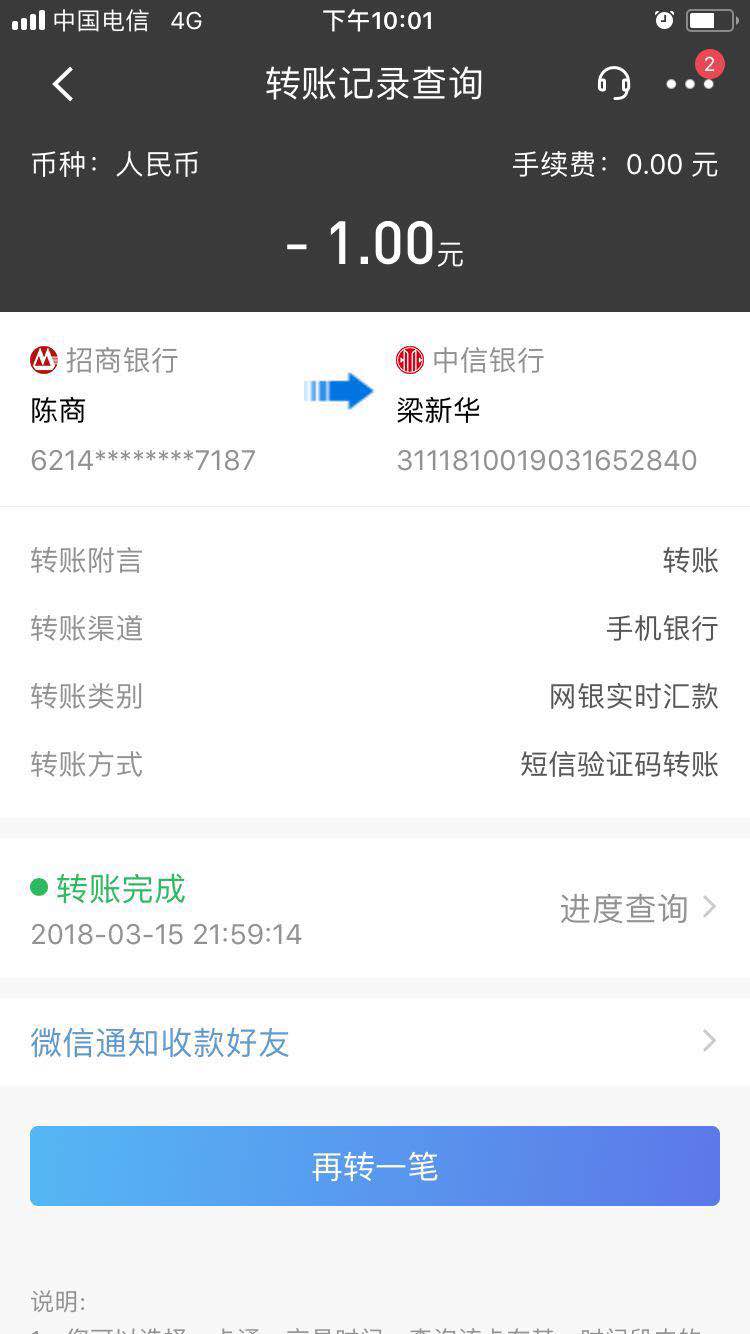 中国电信 4G 下午10:01
转账记录查询 2
币种：人民币 手续费：0.00 元
- 1.00元
招商银行 中信银行
陈商 梁新华
6214********7187 3111810019031652840
转账附言 转账
转账渠道 手机银行
转账类别 网银实时汇款
转账方式 短信验证码转账
转账完成
进度查询
2018-03-15 21:59:14
微信通知收款好友
再转一笔
说明: